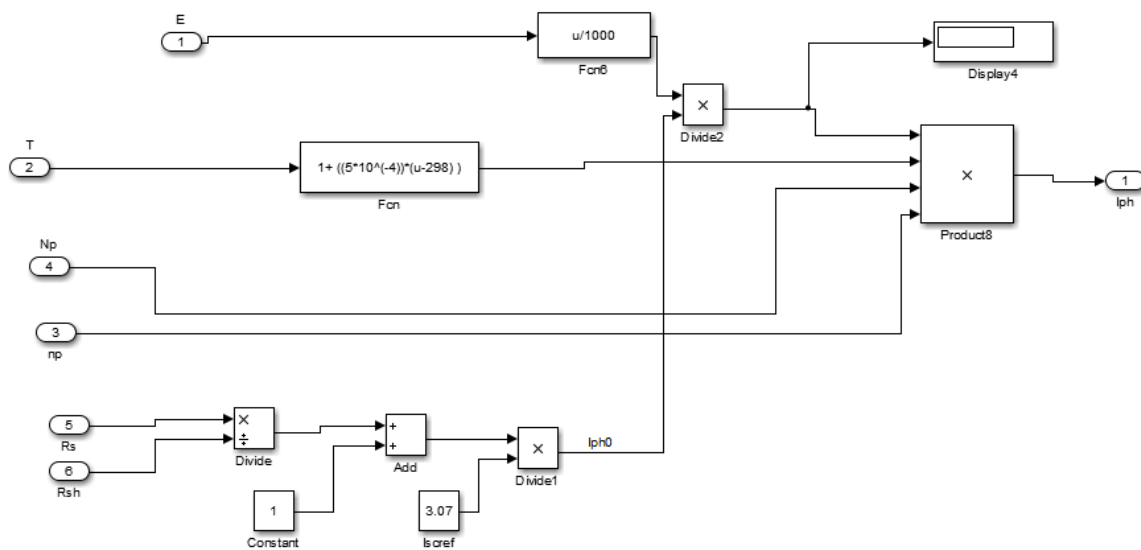 E
1
u/1000
Fcn6
Display4
×
Divide2
T
2
1+ ((5*10^(-4))*(u-298) )
Fcn
×
Product8
1
Iph
Np
4
3
np
5
Rs
6
Rsh
×
÷
Divide
+
+
Add
×
Divide1
Iph0
1
Constant
3.07
Iscref